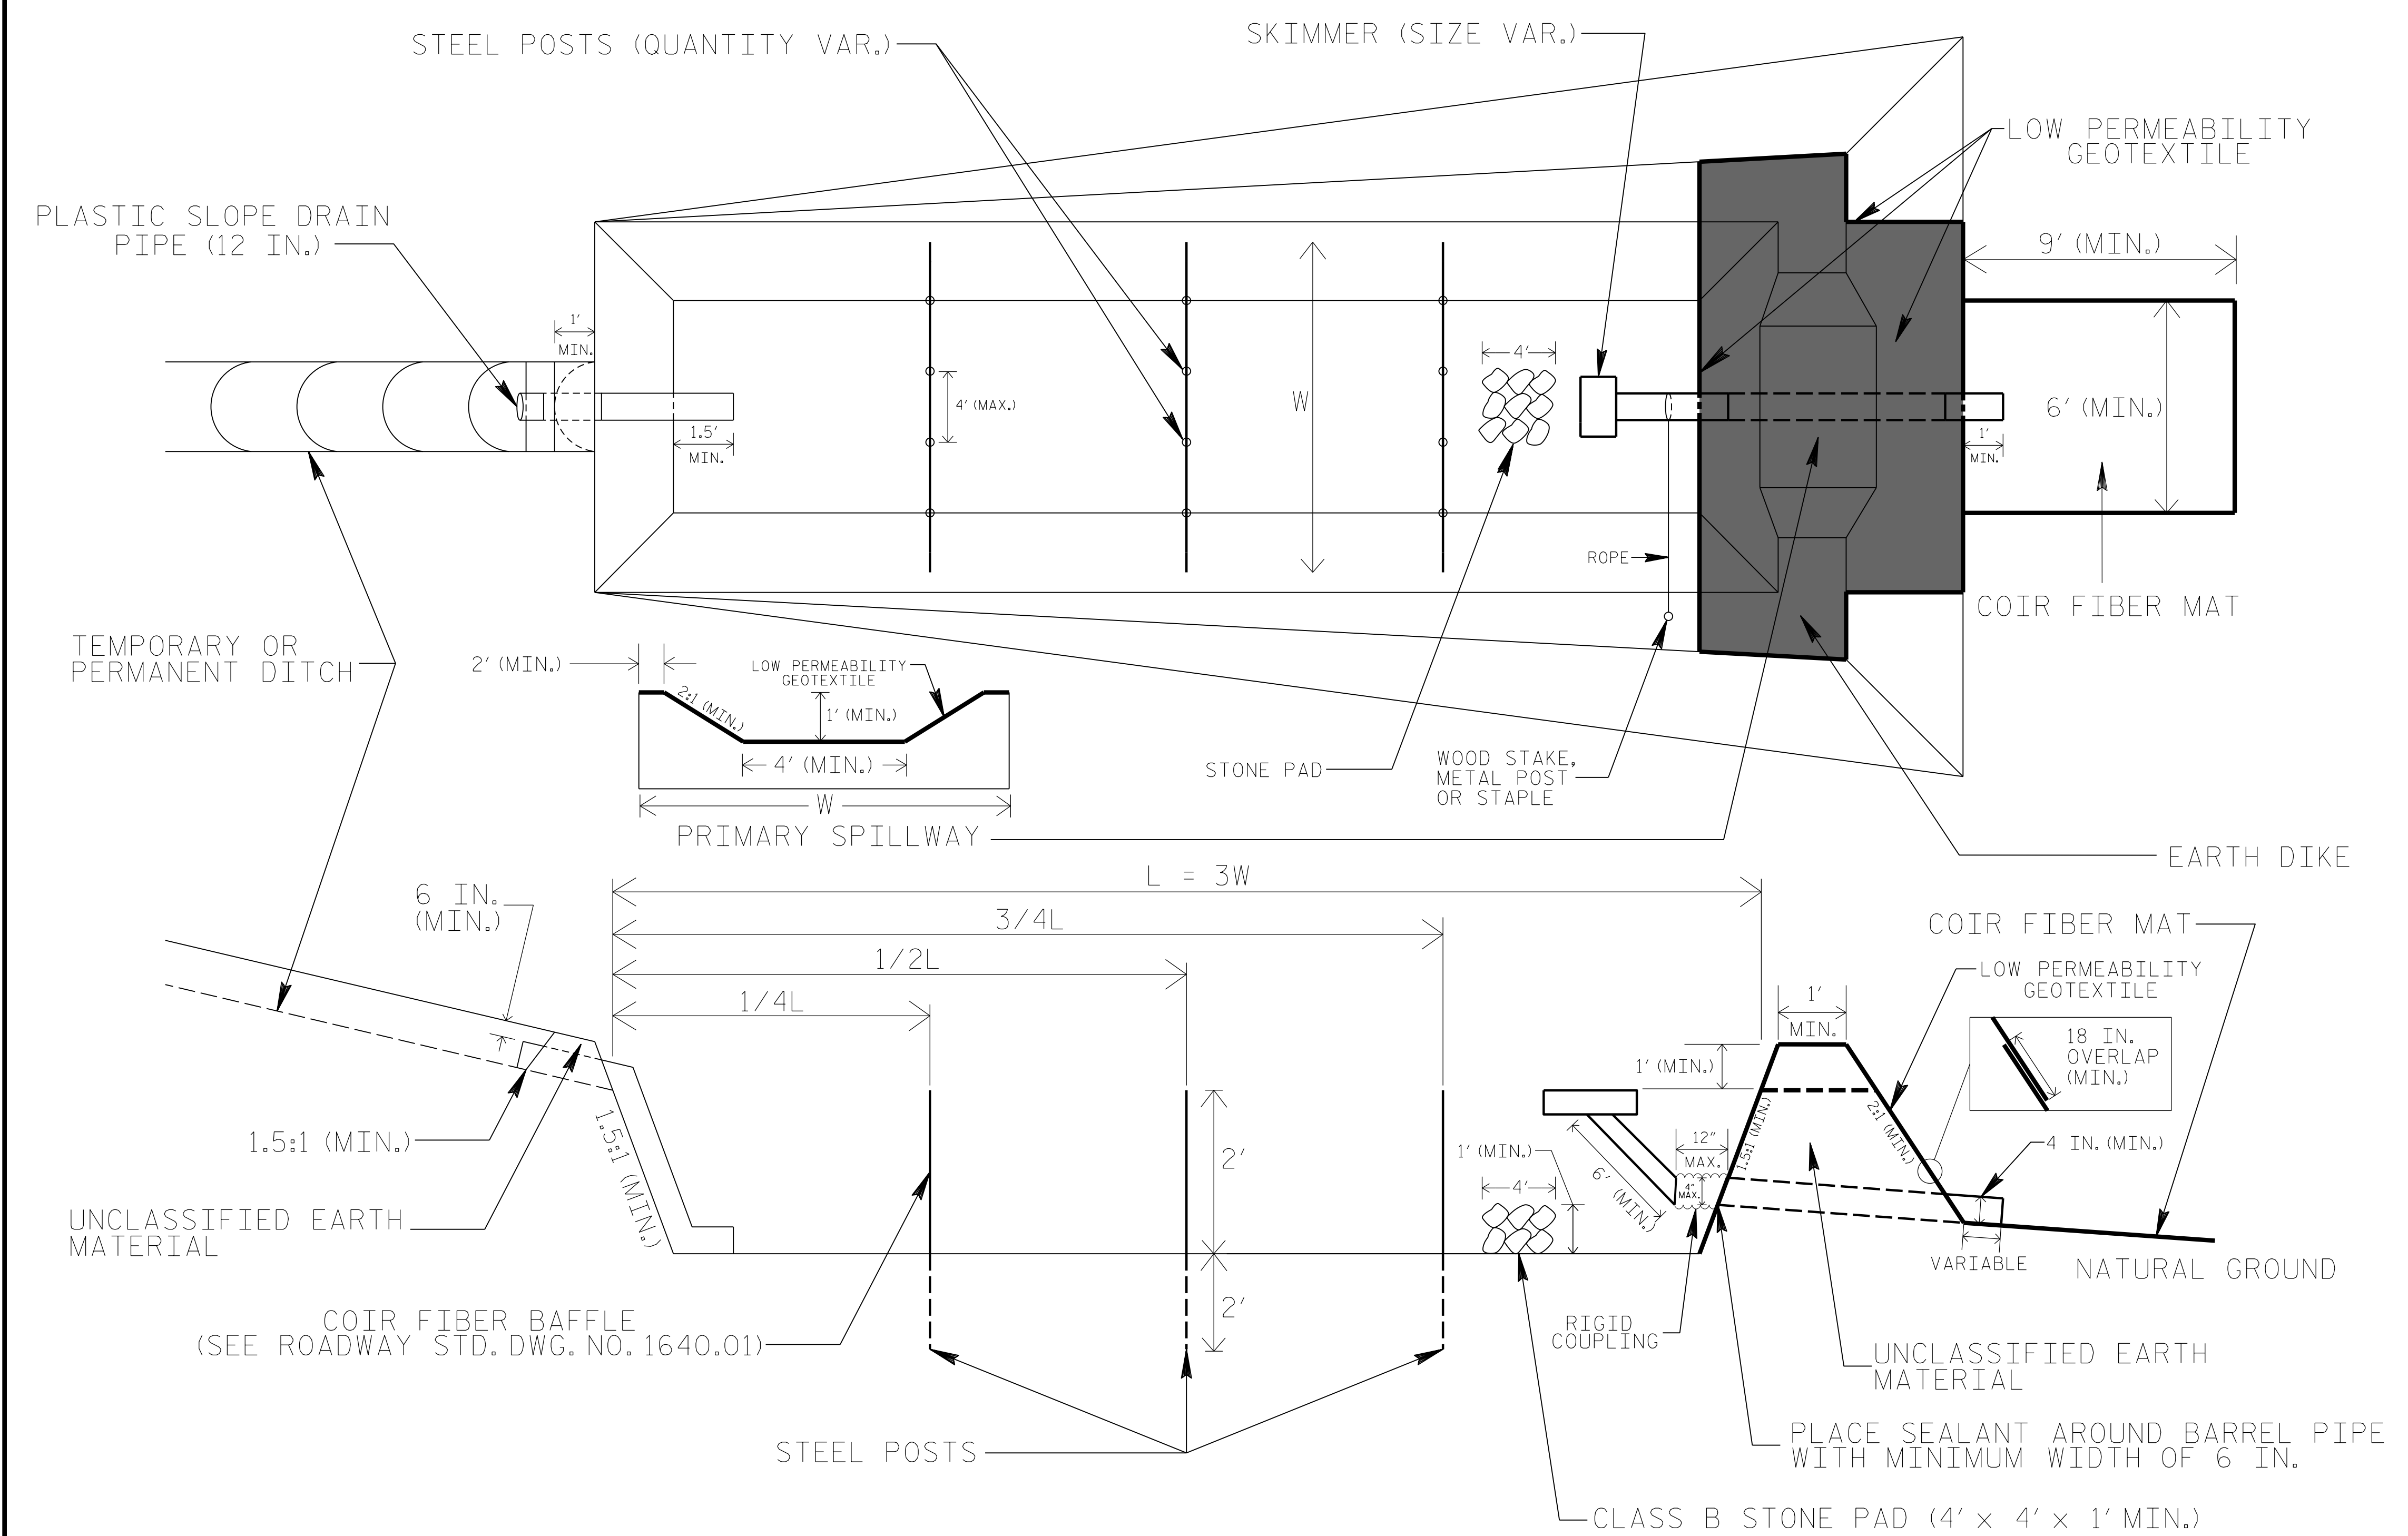 STEEL POSTS (QUANTITY VAR.)
SKIMMER (SIZE VAR.)
LOW PERMEABILITY
GEOTEXTILE
PLASTIC SLOPE DRAIN
PIPE (12 IN.)
9' (MIN.)
1'
MIN.
4'
4' (MAX.)
W
6' (MIN.)
1.5'
MIN.
1'
MIN.
ROPE
COIR FIBER MAT
TEMPORARY OR
PERMANENT DITCH
2' (MIN.)
LOW PERMEABILITY
GEOTEXTILE
2:1 (MIN.)
1' (MIN.)
4' (MIN.)
W
PRIMARY SPILLWAY
STONE PAD
WOOD STAKE,
METAL POST
OR STAPLE
EARTH DIKE
L = 3W
6 IN.
(MIN.)
3/4L
COIR FIBER MAT
1/2L
LOW PERMEABILITY
GEOTEXTILE
1/4L
1'
MIN.
18 IN.
OVERLAP
(MIN.)
1' (MIN.)
1.5:1 (MIN.)
1.5:1 (MIN.)
2'
1' (MIN.)
12"
MAX.
1.5:1 (MIN.)
2:1 (MIN.)
4 IN. (MIN.)
4'
6' (MIN.)
4"
MAX.
UNCLASSIFIED EARTH
MATERIAL
VARIABLE
NATURAL GROUND
2'
COIR FIBER BAFFLE
(SEE ROADWAY STD. DWG. NO. 1640.01)
RIGID
COUPLING
UNCLASSIFIED EARTH
MATERIAL
STEEL POSTS
PLACE SEALANT AROUND BARREL PIPE
WITH MINIMUM WIDTH OF 6 IN.
CLASS B STONE PAD (4' x 4' x 1' MIN.)